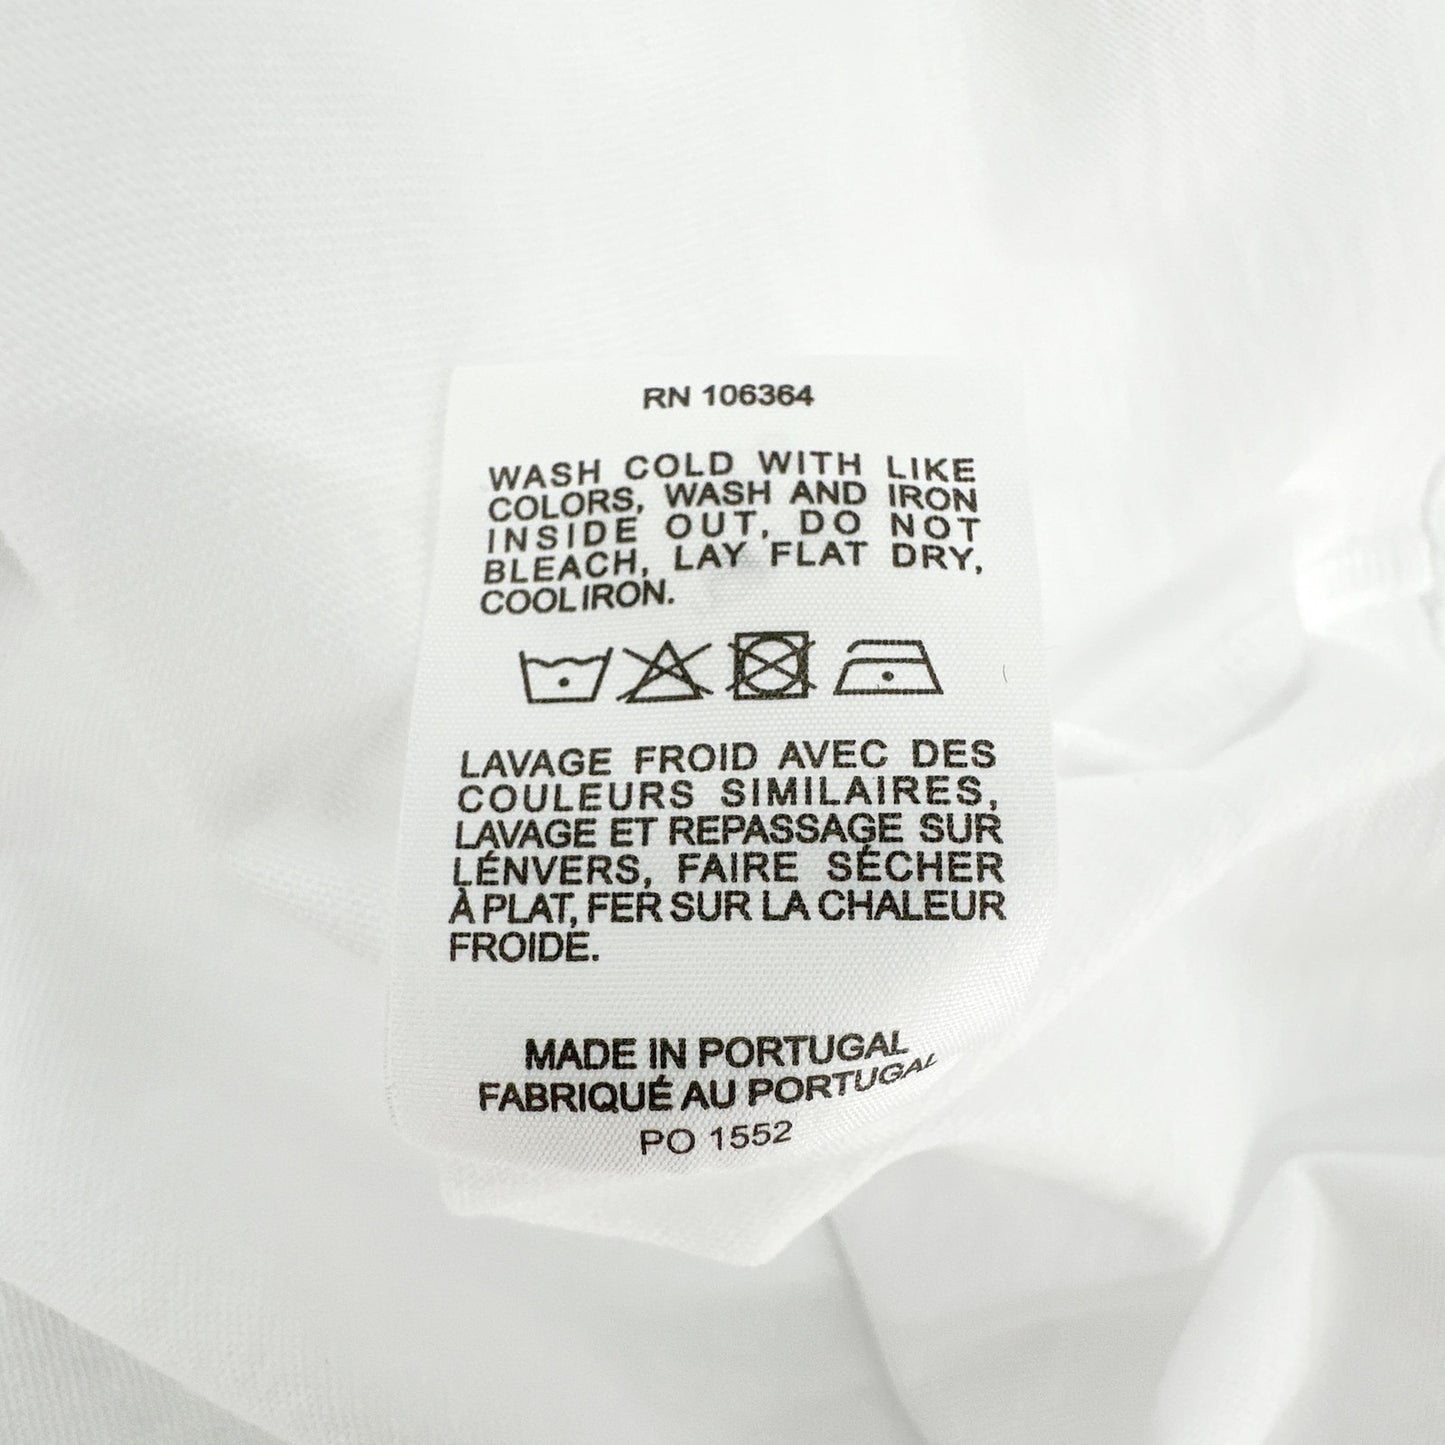 RN 106364
WASH COLD WITH LIKE
COLORS, WASH AND IRON
INSIDE OUT, DO NOT
BLEACH, LAY FLAT DRY,
COOL IRON.
LAVAGE FROID AVEC DES
COULEURS SIMILAIRES,
LAVAGE ET REPASSAGE SUR
LÉNVERS, FAIRE SÉCHER
À PLAT, FER SUR LA CHALEUR
FROIDE.
MADE IN PORTUGAL
FABRIQUÉ AU PORTUGAL
PO 1552